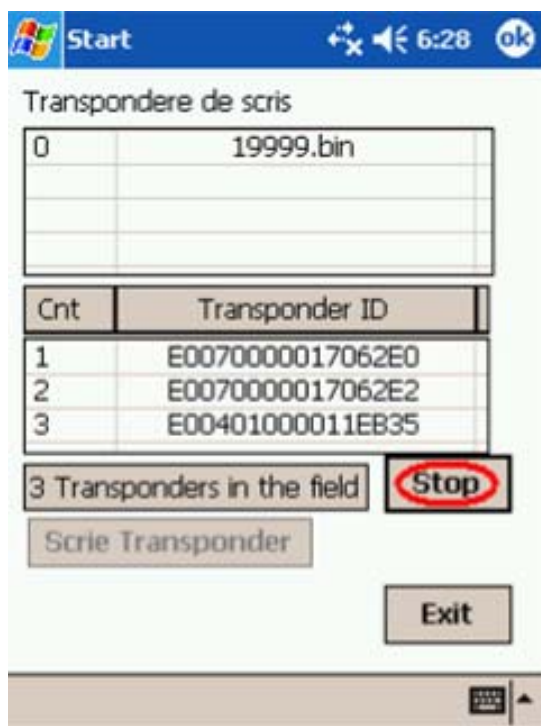 Start 6:28 ok
Transpondere de scris
0 19999.bin
Cnt Transponder ID
1 E0070000017062E0
2 E0070000017062E2
3 E00401000011EB35
3 Transponders in the field Stop
Scrie Transponder
Exit